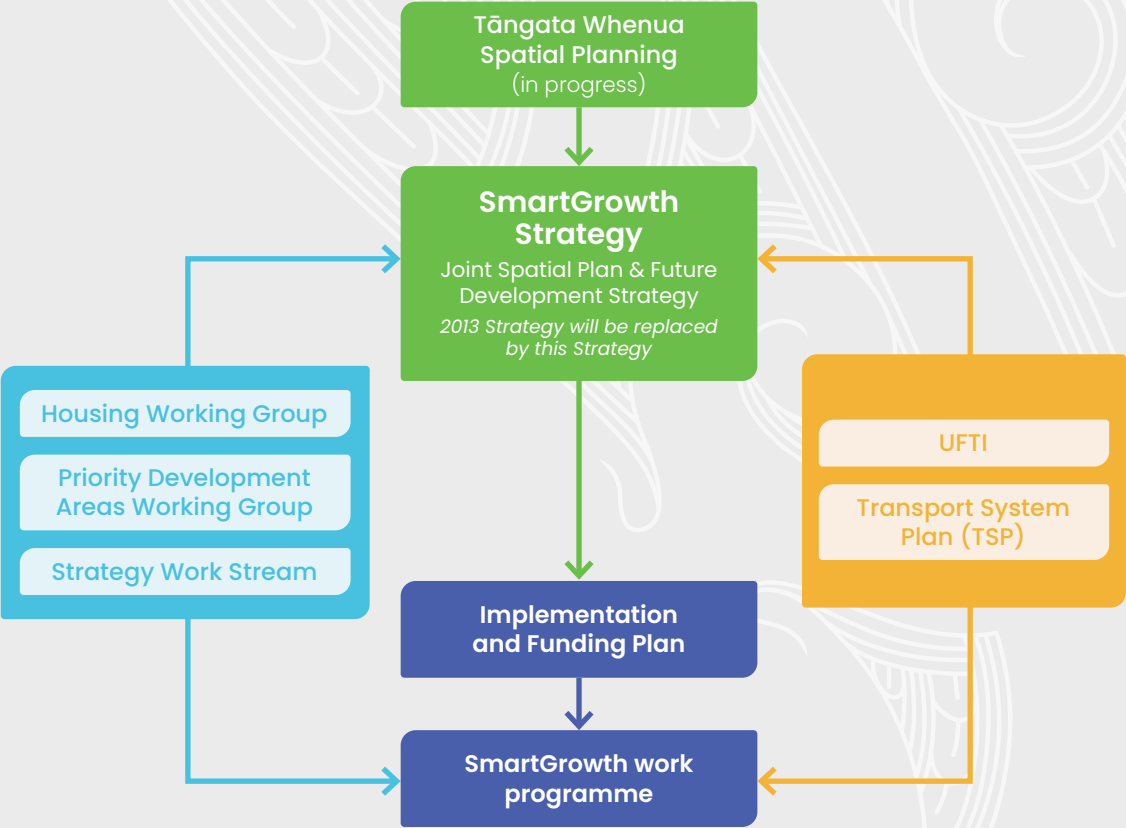 Tāngata Whenua
Spatial Planning
(in progress)
SmartGrowth
Strategy
Joint Spatial Plan & Future
Development Strategy
2013 Strategy will be replaced
by this Strategy
Housing Working Group
Priority Development
Areas Working Group
Strategy Work Stream
UFTI
Transport System
Plan (TSP)
Implementation
and Funding Plan
SmartGrowth work
programme